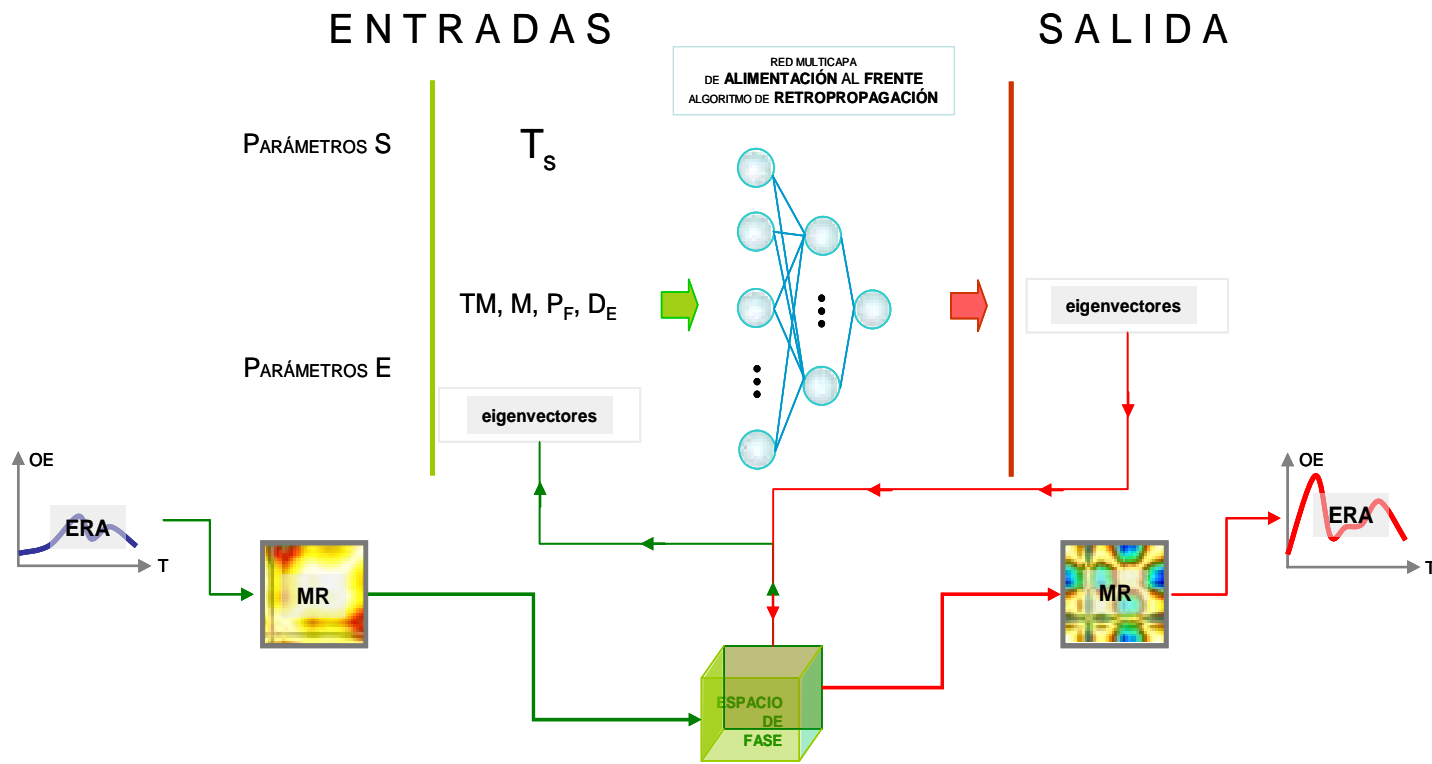 ENTRADAS
SALIDA
RED MULTICAPA
DE ALIMENTACIÓN AL FRENTE
ALGORITMO DE RETROPROPAGACIÓN
PARÁMETROS S
Ts
TM, M, PF, DE
eigenvectores
PARÁMETROS E
eigenvectores
OE
ERA
T
OE
ERA
T
MR
MR
ESPACIO
DE
FASE